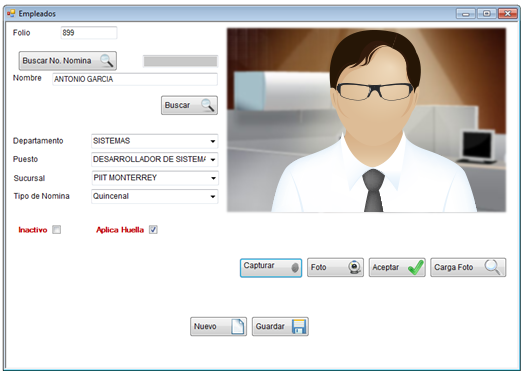 Empleados
Folio 899
Buscar No. Nomina
Nombre ANTONIO GARCIA
Buscar
Departamento SISTEMAS
Puesto DESARROLLADOR DE SISTEMA
Sucursal PIIT MONTERREY
Tipo de Nomina Quincenal
Inactivo Aplica Huella
Capturar Foto Aceptar Carga Foto
Nuevo Guardar